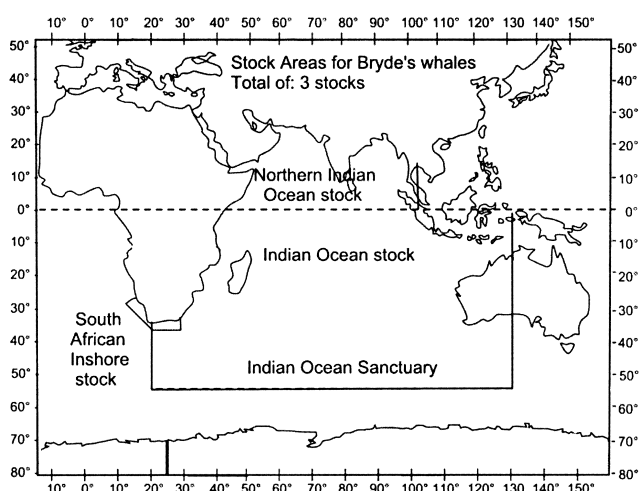 10° 0° 10° 20° 30° 40° 50° 60° 70° 80° 90° 100° 110° 120° 130° 140° 150°
50° 50°
Stock Areas for Bryde's whales
40° 40°
Total of: 3 stocks
30° 30°
20° 20°
10° Northern Indian 10°
Ocean stock
0° 0°
10° 10°
Indian Ocean stock
20° 20°
30° 30°
South
African
40° 40°
Inshore
stock
Indian Ocean Sanctuary
50° 50°
60° 60°
70° 70°
80° 80°
10° 0° 10° 20° 30° 40° 50° 60° 70° 80° 90° 100° 110° 120° 130° 140° 150°